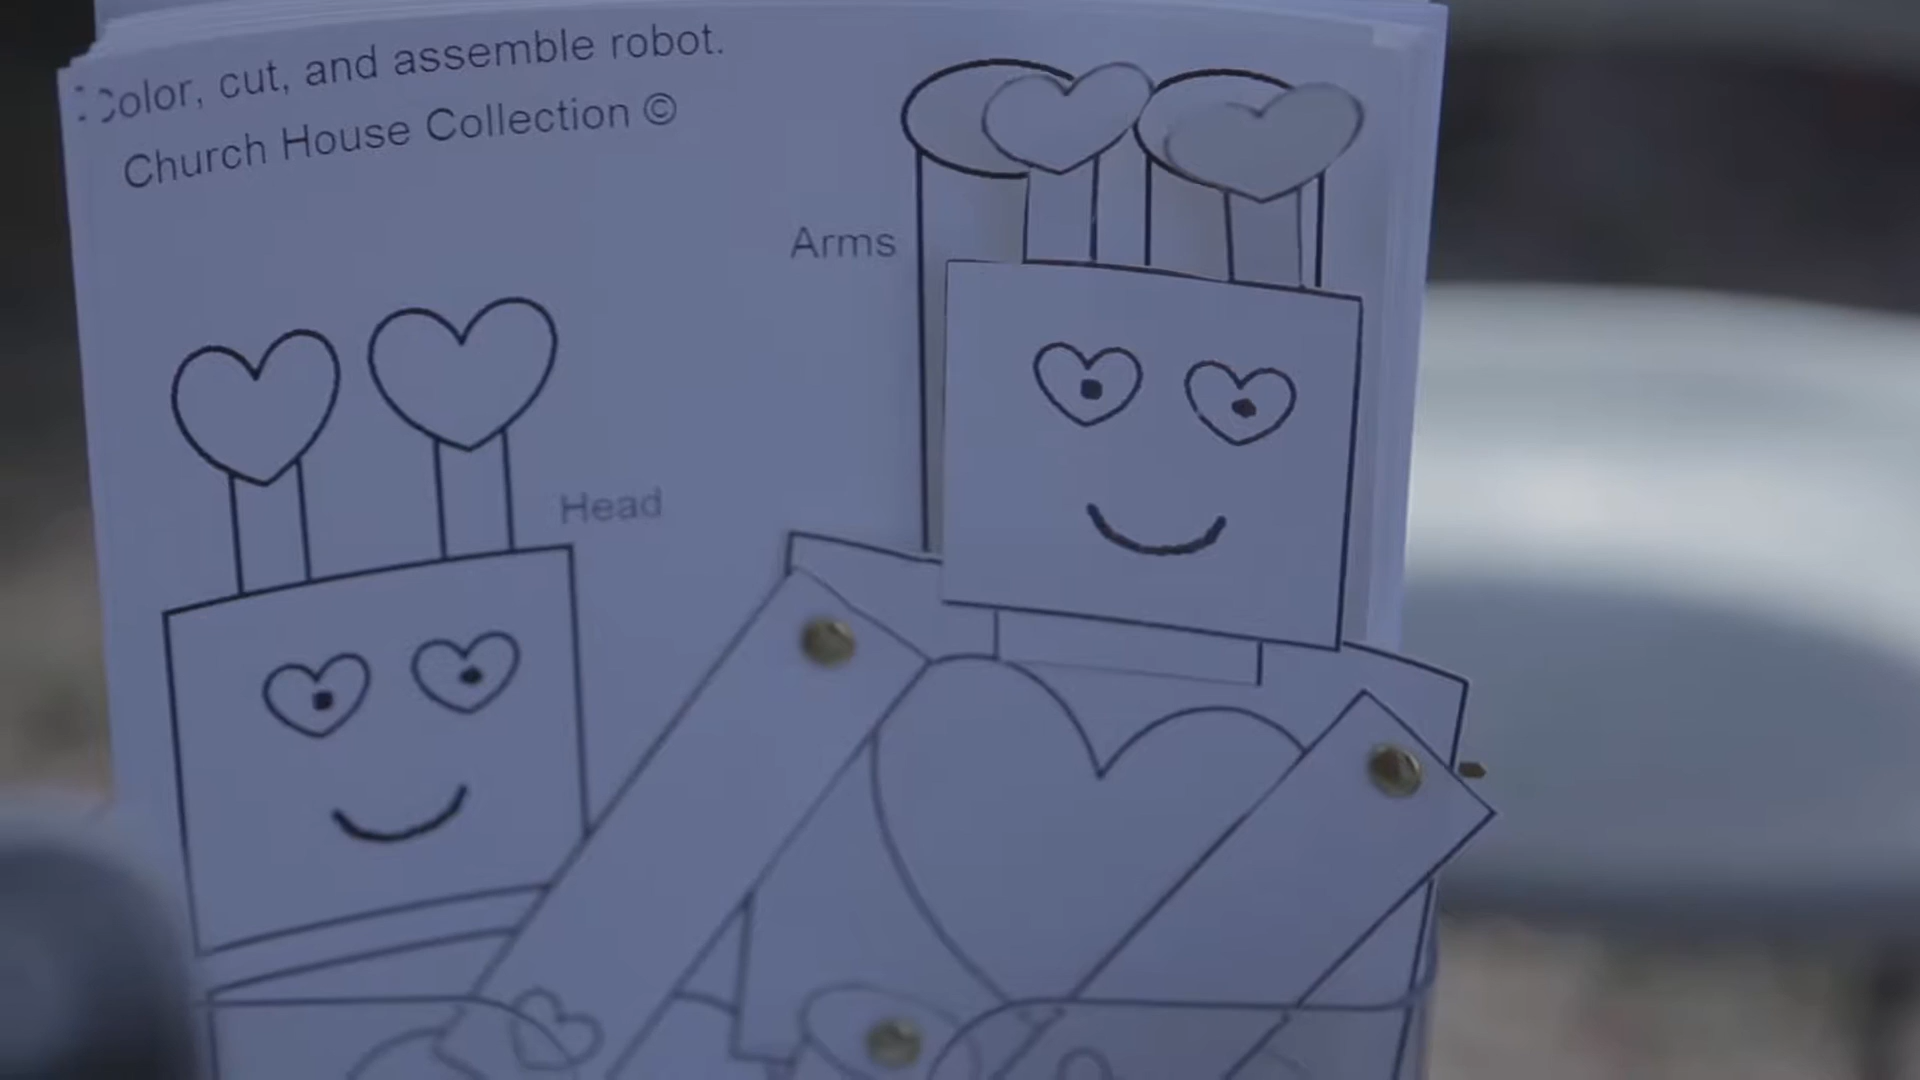 Color, cut, and assemble robot.
Church House Collection ©
Arms
Head